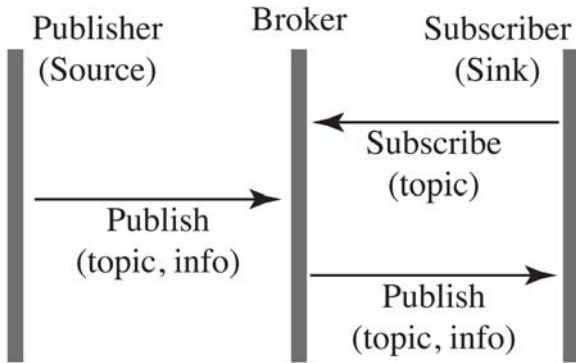 Publisher
(Source)
Broker
Subscriber
(Sink)
Subscribe
(topic)
Publish
(topic, info)
Publish
(topic, info)